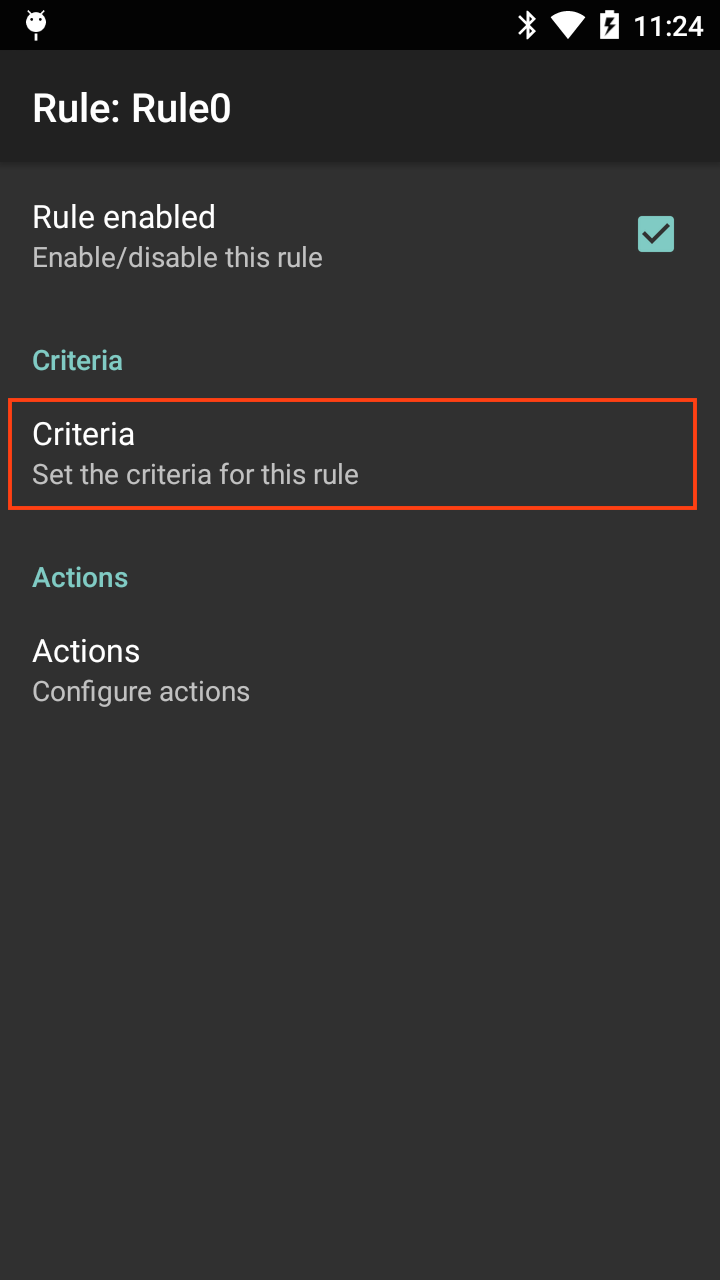 11:24
Rule: Rule0
Rule enabled
Enable/disable this rule
Criteria
Criteria
Set the criteria for this rule
Actions
Actions
Configure actions